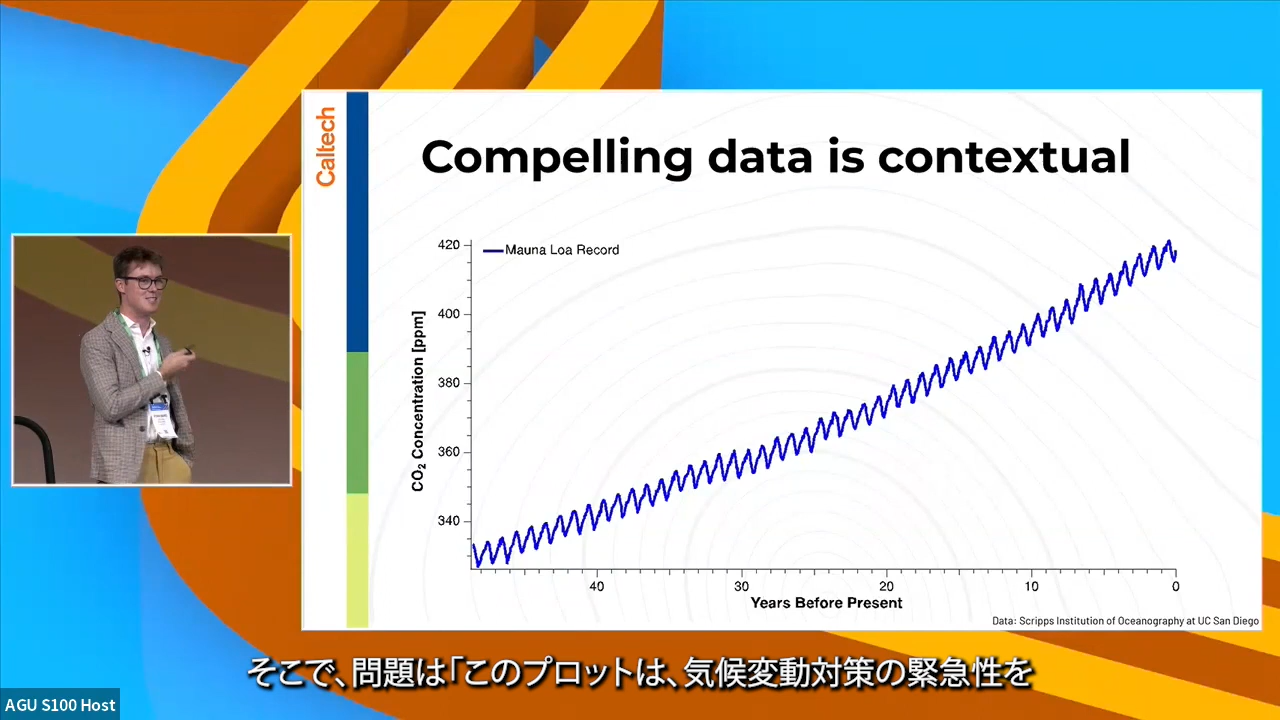 Caltech
Compelling data is contextual
Mauna Loa Record
420
400
380
360
340
CO₂ Concentration [ppm]
40 30 20 10 0
Years Before Present
Data: Scripps Institution of Oceanography at UC San Diego
そこで、問題は「このプロットは、気候変動対策の緊急性を
AGU S100 Host